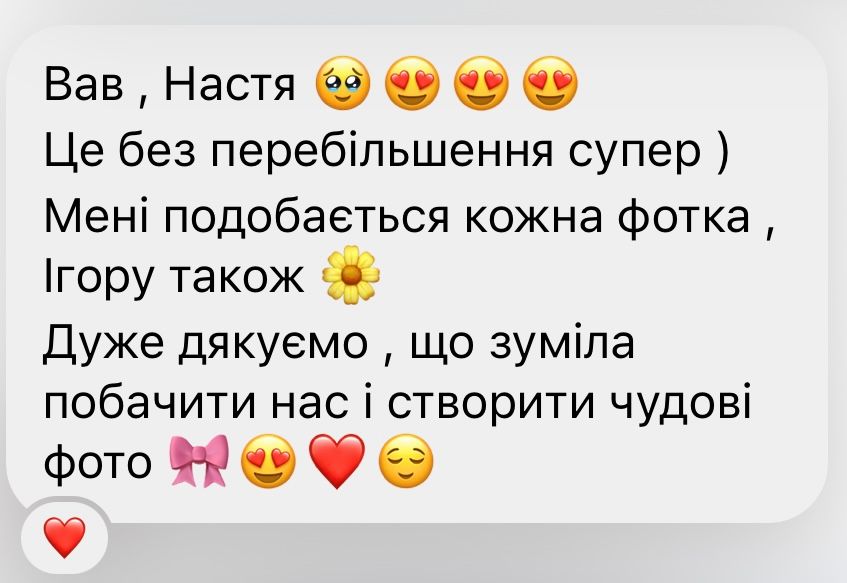 Вав , Настя 🥹😍😍😍
Це без перебільшення супер )
Мені подобається кожна фотка ,
Ігору також 🌼
Дуже дякуємо , що зуміла
побачити нас і створити чудові
фото 🎀😍❤️😌
❤️